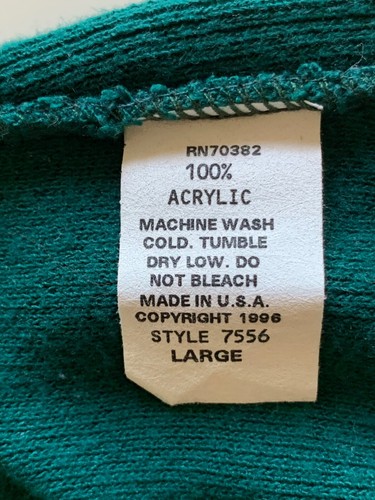 RN70382
100%
ACRYLIC
MACHINE WASH
COLD. TUMBLE
DRY LOW. DO
NOT BLEACH
MADE IN U.S.A.
COPYRIGHT 1996
STYLE 7556
LARGE